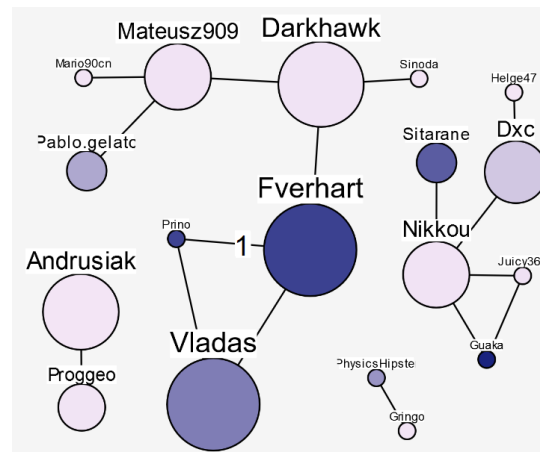 Darkhawk
Mateusz909
Mario90cn
Sinoda
Helge47
Pablo.gelato
Sitarane
Dxc
Fverhart
Prino
1
Nikkou
Andrusiak
Juicy36
Vladas
Guaka
Proggeo
PhysicsHipste
Gringo